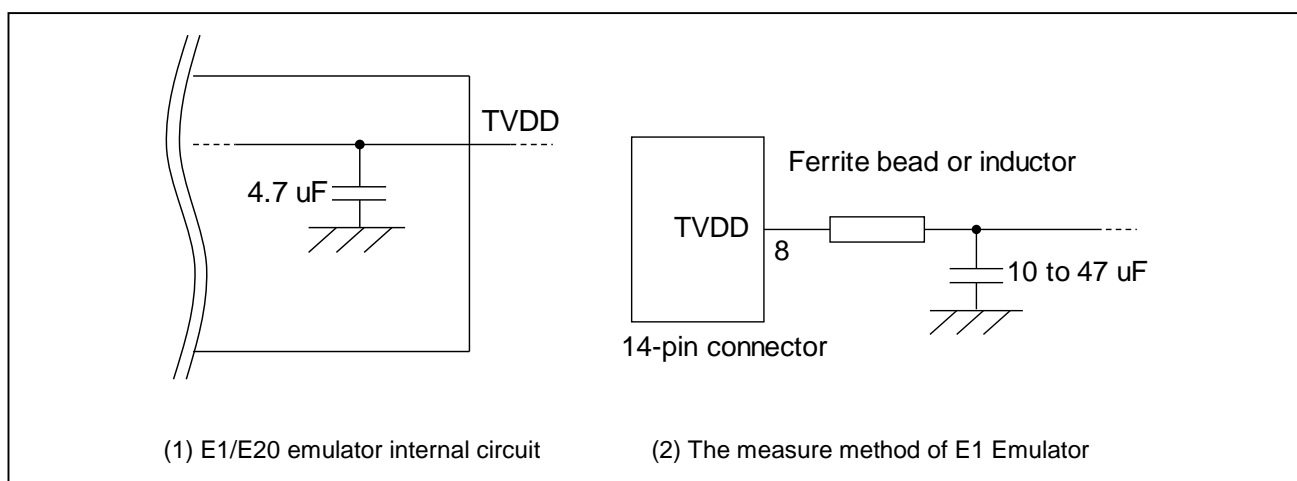 TVDD
4.7 uF
(1) E1/E20 emulator internal circuit
Ferrite bead or inductor
TVDD
8
10 to 47 uF
14-pin connector
(2) The measure method of E1 Emulator